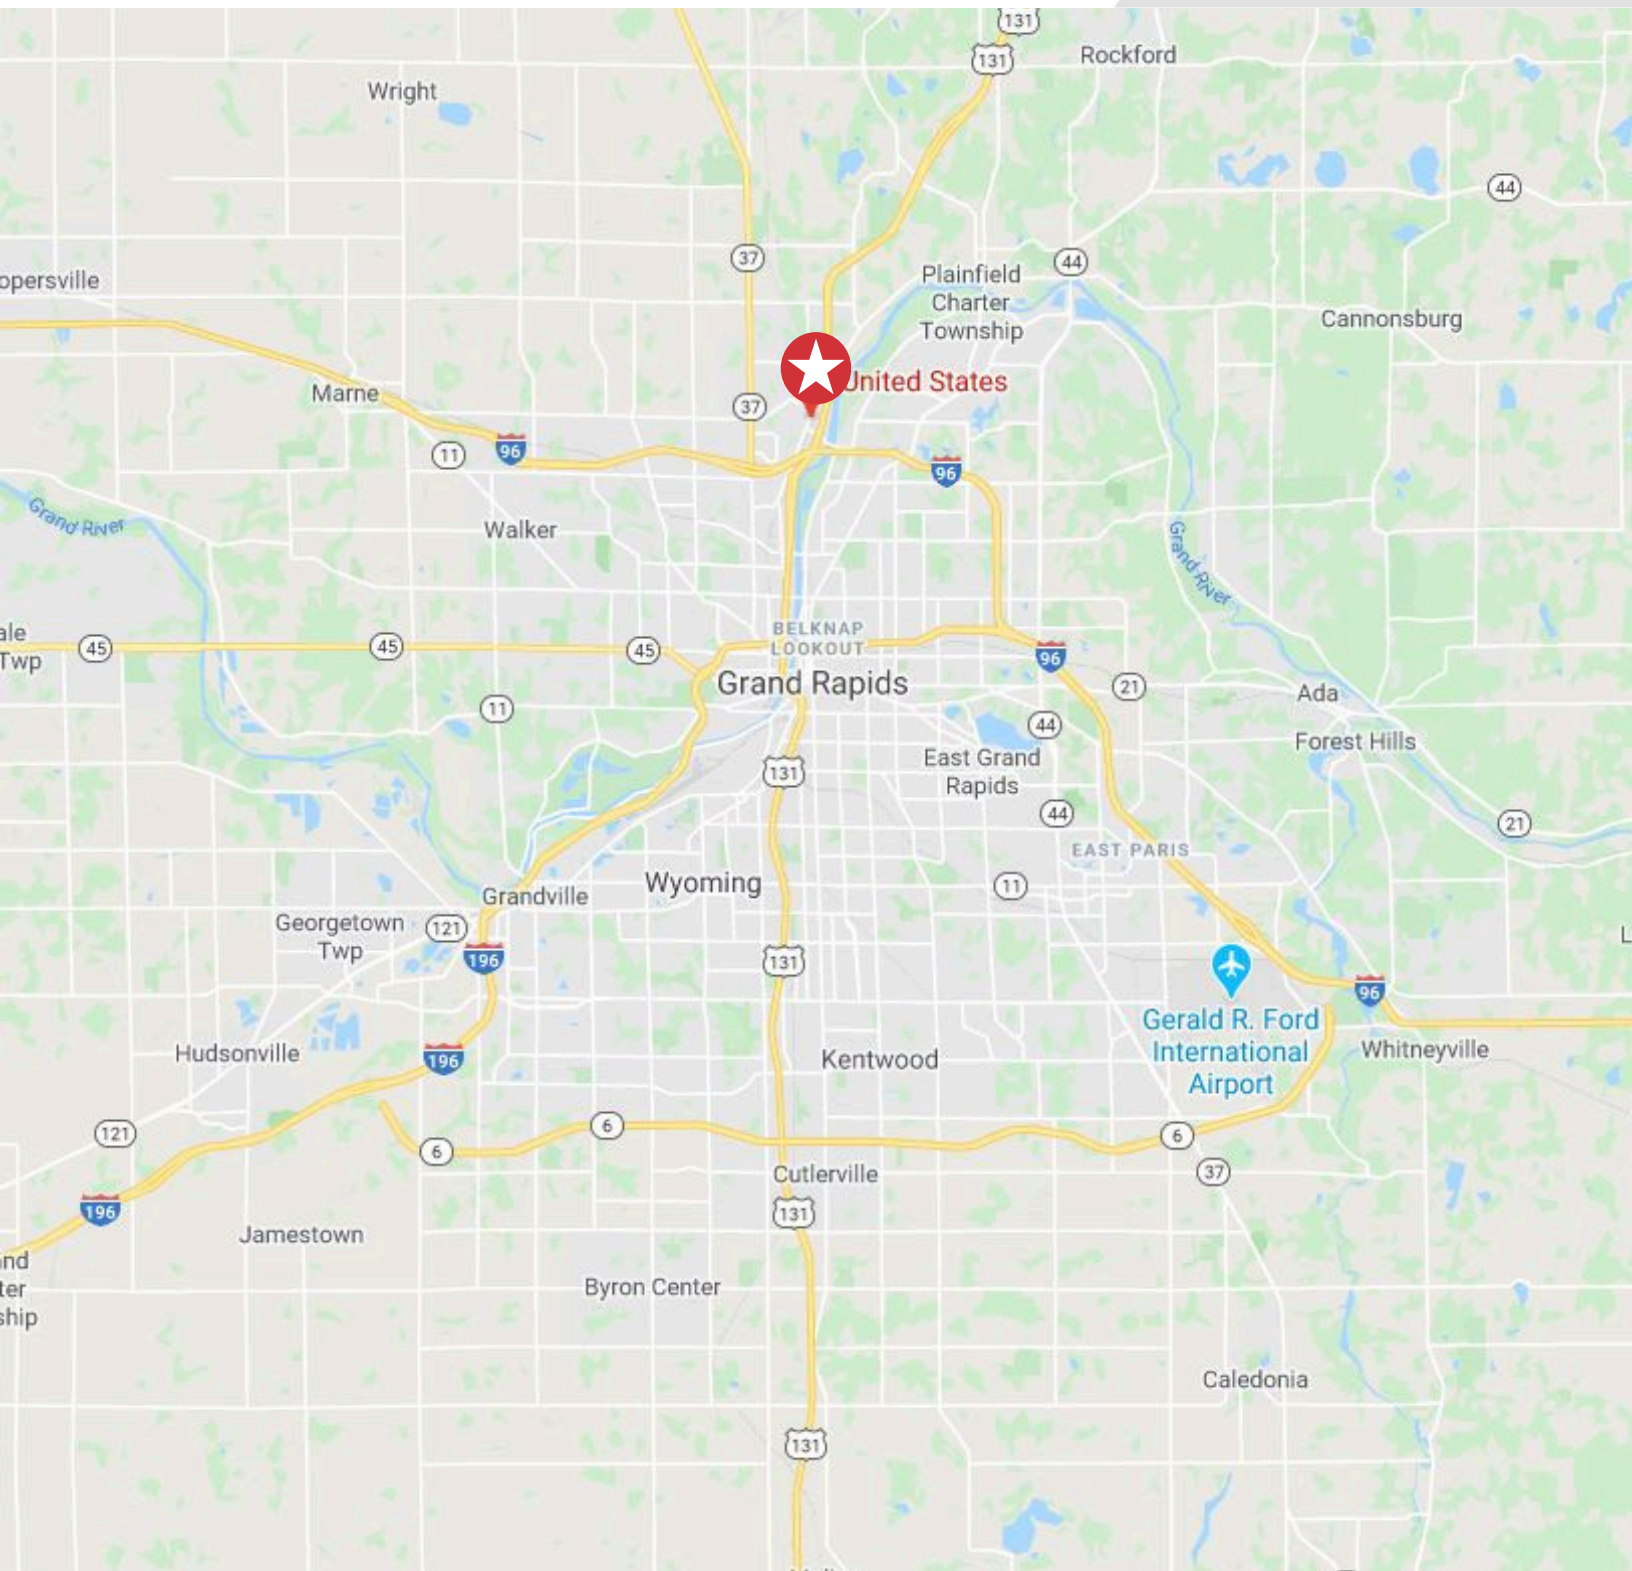 131
131
Rockford
Wright
44
37
44
opersville
Plainfield
Charter
Township
Cannonsburg
United States
Marne
37
11
96
96
Grand River
Walker
Grand River
BELKNAP
LOOKOUT
ale
Twp
45
45
45
96
Grand Rapids
21
Ada
11
44
Forest Hills
East Grand
Rapids
131
44
21
EAST PARIS
Wyoming
11
Grandville
Georgetown
Twp
121
L
196
131
96
Gerald R. Ford
International
Airport
Hudsonville
196
Kentwood
Whitneyville
121
6
6
6
Cutlerville
37
196
131
Jamestown
nd
ter
ship
Byron Center
Caledonia
131